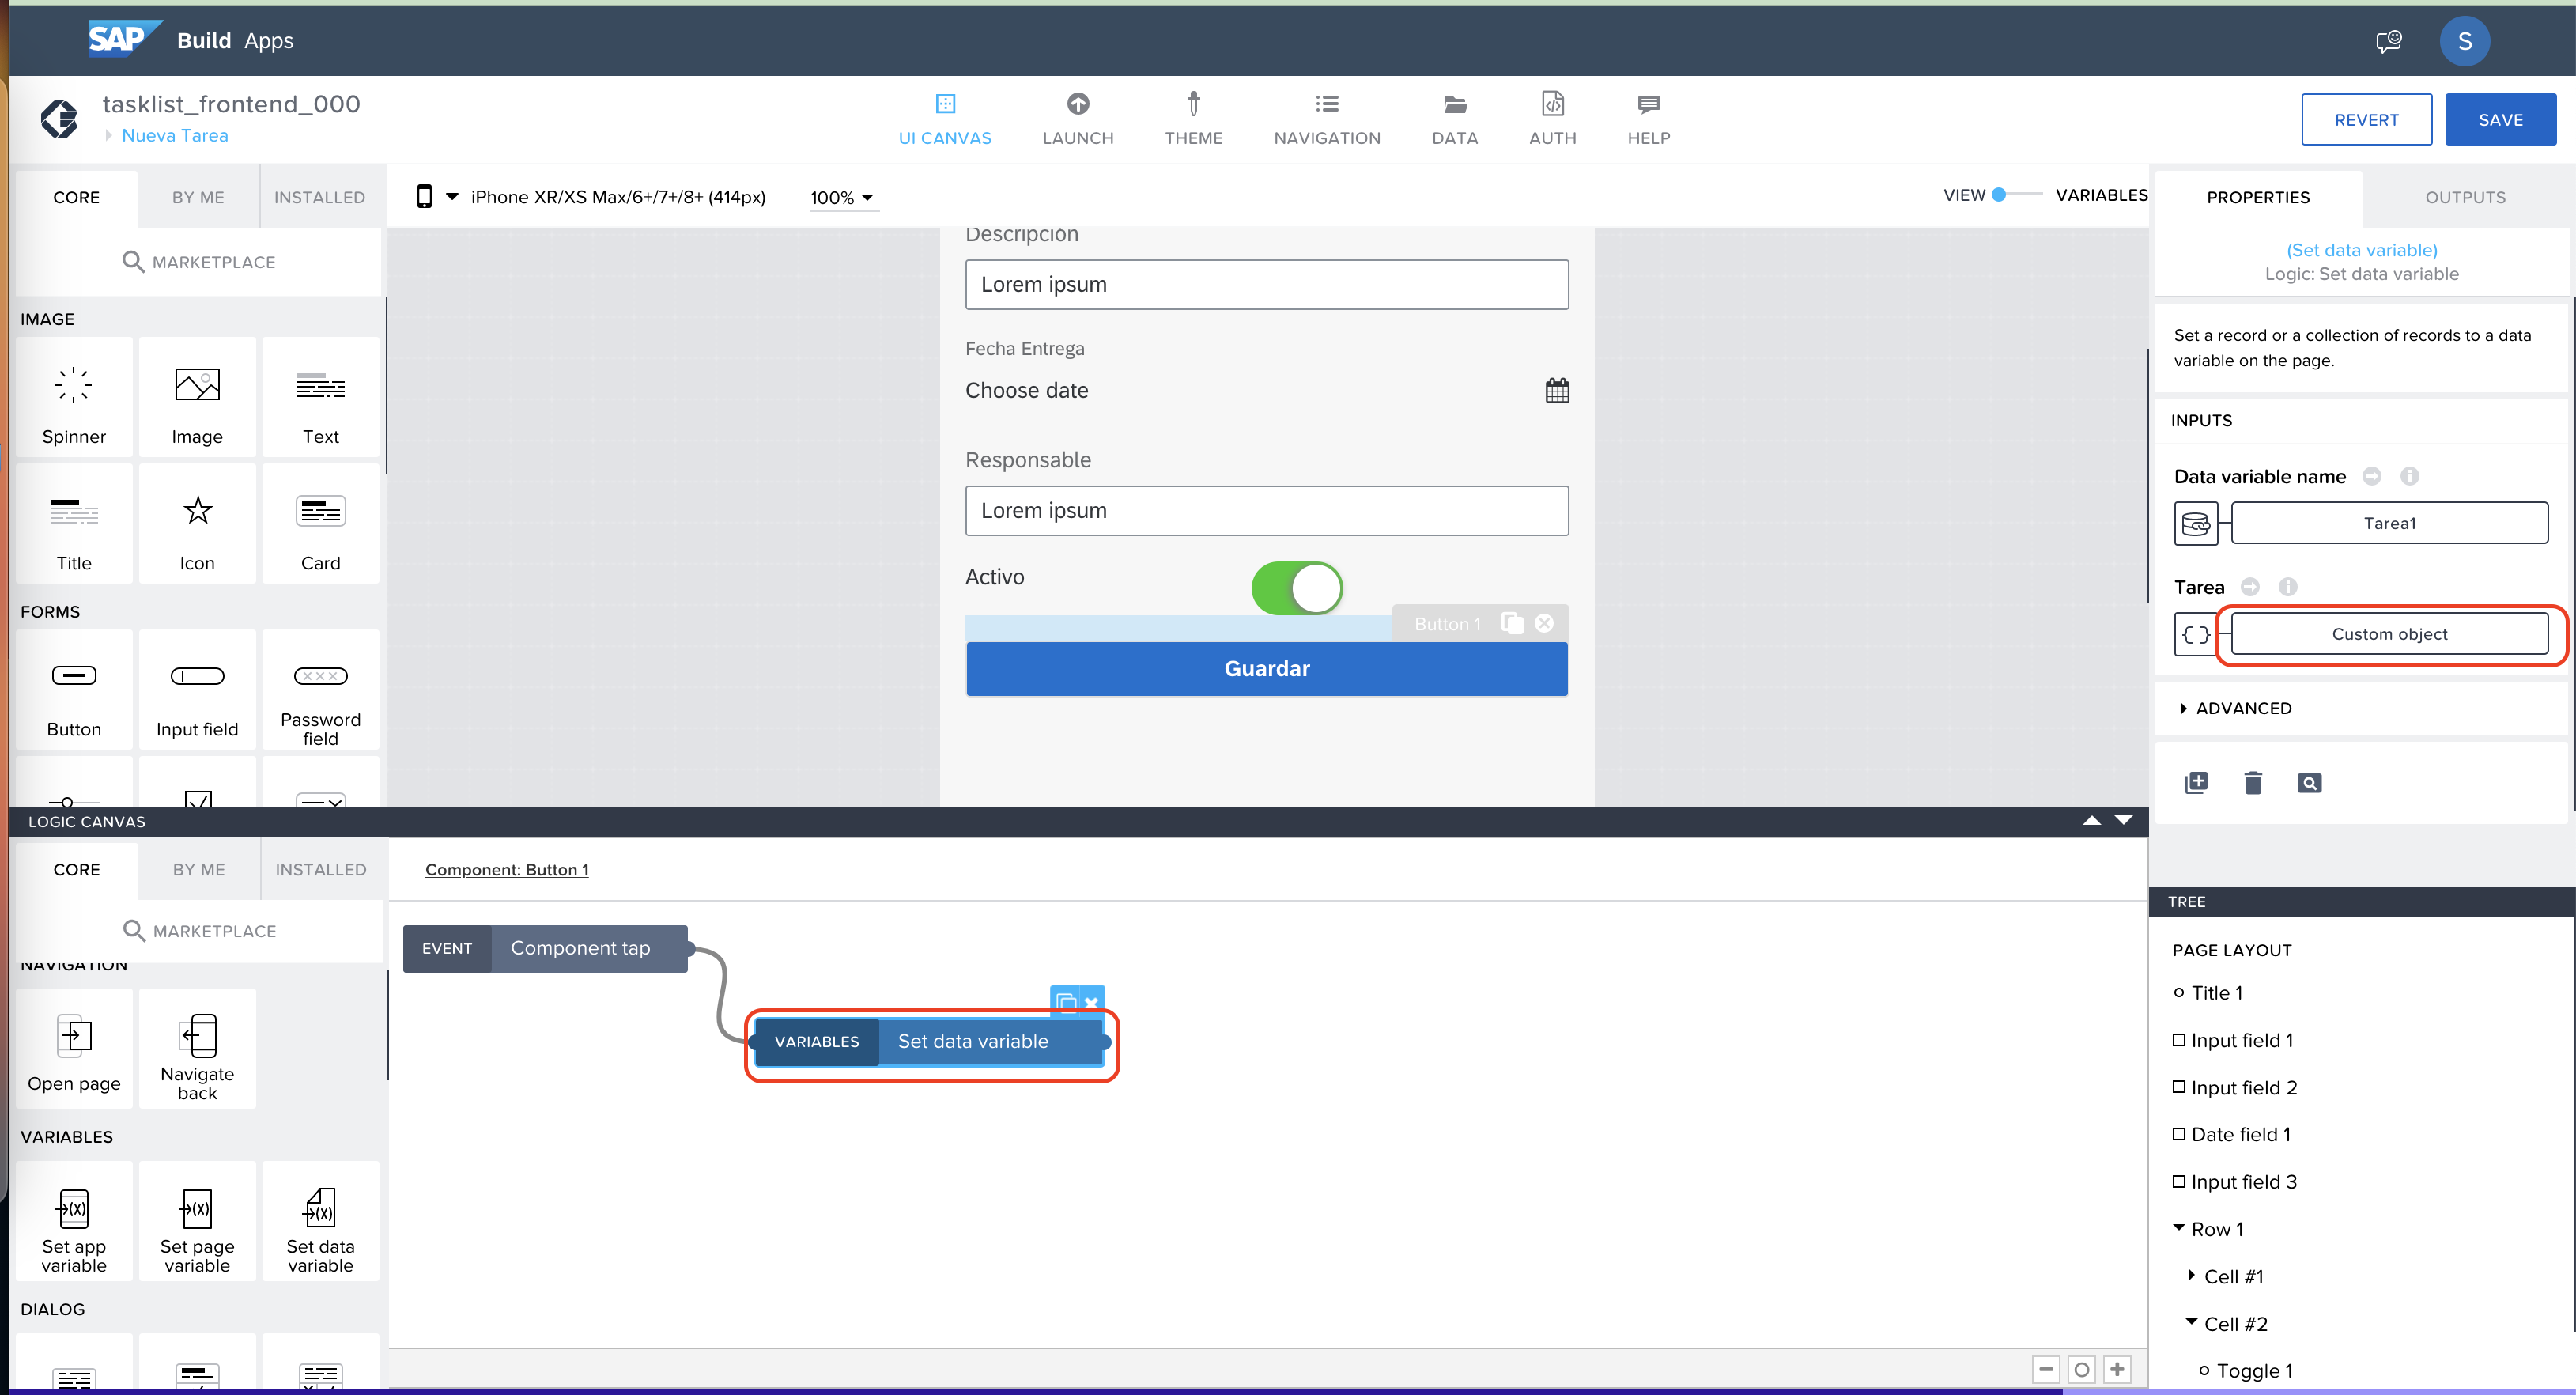 SAP Build Apps
S
tasklist_frontend_000
Nueva Tarea
UI CANVAS
LAUNCH
THEME
NAVIGATION
DATA
AUTH
HELP
REVERT
SAVE
CORE
BY ME
INSTALLED
iPhone XR/XS Max/6+/7+/8+ (414px)
100%
VIEW
VARIABLES
PROPERTIES
OUTPUTS
MARKETPLACE
IMAGE
Spinner
Image
Text
Title
Icon
Card
FORMS
Button
Input field
Password
field
Descripción
Lorem ipsum
Fecha Entrega
Choose date
Responsable
Lorem ipsum
Activo
Button 1
Guardar
(Set data variable)
Logic: Set data variable
Set a record or a collection of records to a data
variable on the page.
INPUTS
Data variable name
Tarea1
Tarea
Custom object
ADVANCED
LOGIC CANVAS
CORE
BY ME
INSTALLED
Component: Button 1
MARKETPLACE
NAVIGATION
Open page
Navigate
back
VARIABLES
Set app
variable
Set page
variable
Set data
variable
DIALOG
EVENT
Component tap
VARIABLES
Set data variable
TREE
PAGE LAYOUT
Title 1
Input field 1
Input field 2
Date field 1
Input field 3
Row 1
Cell #1
Cell #2
Toggle 1